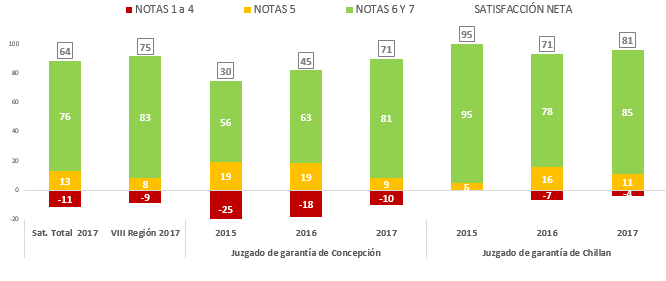 NOTAS 1 a 4 NOTAS 5 NOTAS 6 Y 7 SATISFACCIÓN NETA
100
80
60
40
20
0
-20
64 75 30 45 71 95 71 81
76 83 56 63 81 95 78 85
13 8 19 19 9 5 16 11
-11 -9 -25 -18 -10 -7 -4
Sat. Total 2017 VIII Región 2017 2015 2016 2017 2015 2016 2017
Juzgado de garantía de Concepción Juzgado de garantía de Chillan